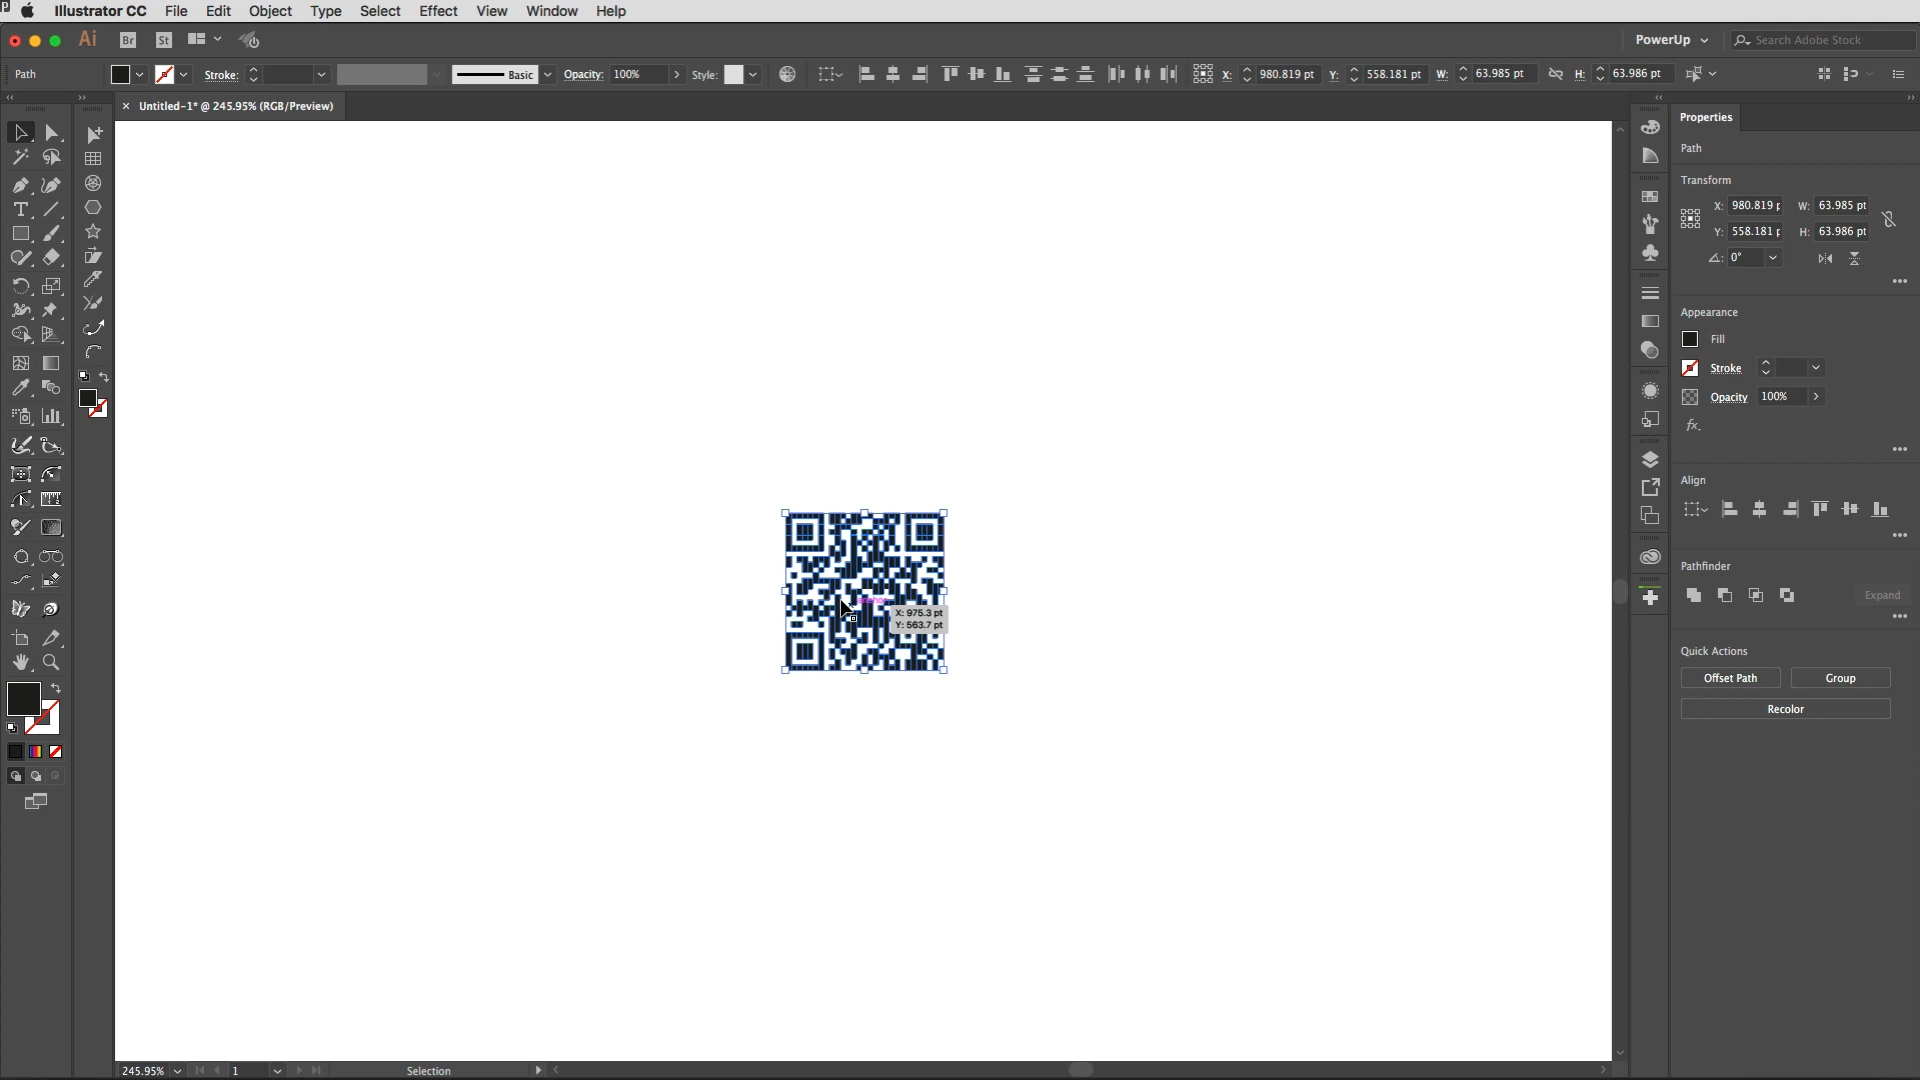 Illustrator CC File Edit Object Type Select Effect View Window Help
Ai Br St PowerUp Search Adobe Stock
Path Stroke: Basic Opacity: 100% Style: X: 980.819 pt Y: 558.181 pt W: 63.985 pt H: 63.986 pt
× Untitled-1* @ 245.95% (RGB/Preview)
Properties
Path
Transform
X: 980.819 p W: 63.985 pt
Y: 558.181 p H: 63.986 pt
0°
Appearance
Fill
Stroke
Opacity 100%
fx.
Align
Pathfinder
Expand
Quick Actions
Offset Path Group
Recolor
X: 975.3 pt
Y: 563.7 pt
245.95% 1 Selection